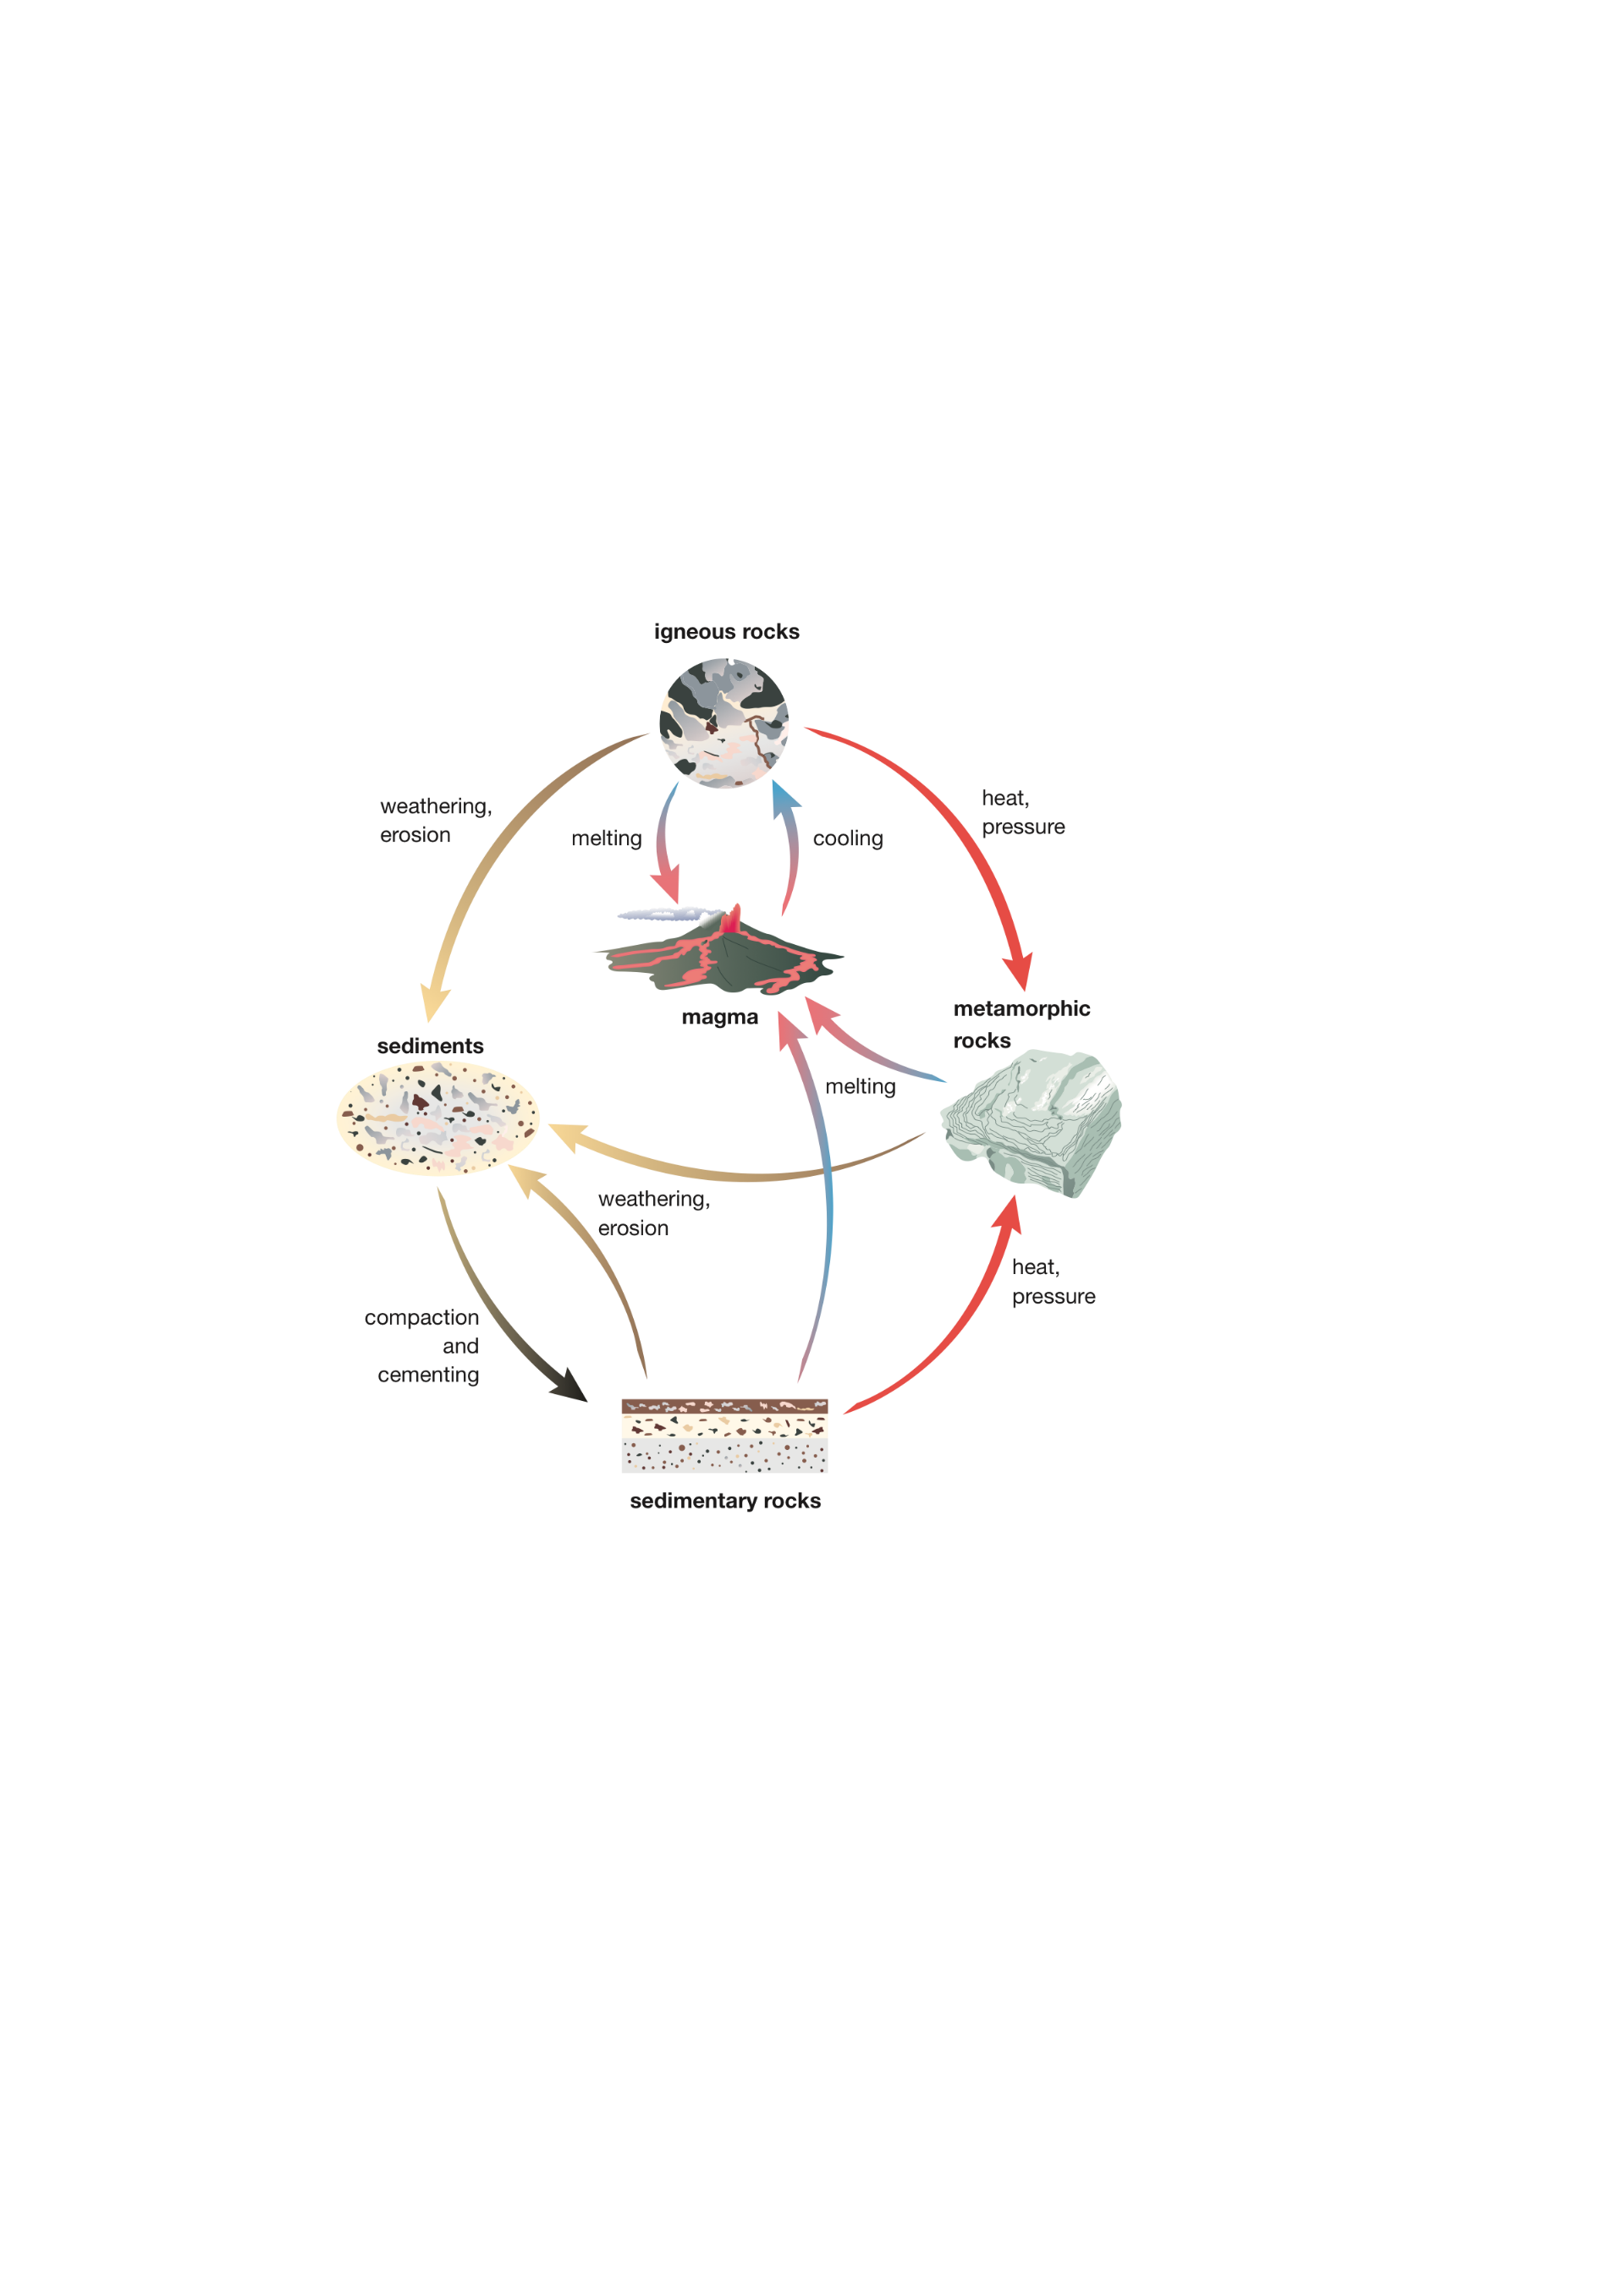 igneous rocks
weathering,
erosion
melting
cooling
heat,
pressure
magma
metamorphic
rocks
sediments
melting
weathering,
erosion
heat,
pressure
compaction
and
cementing
sedimentary rocks